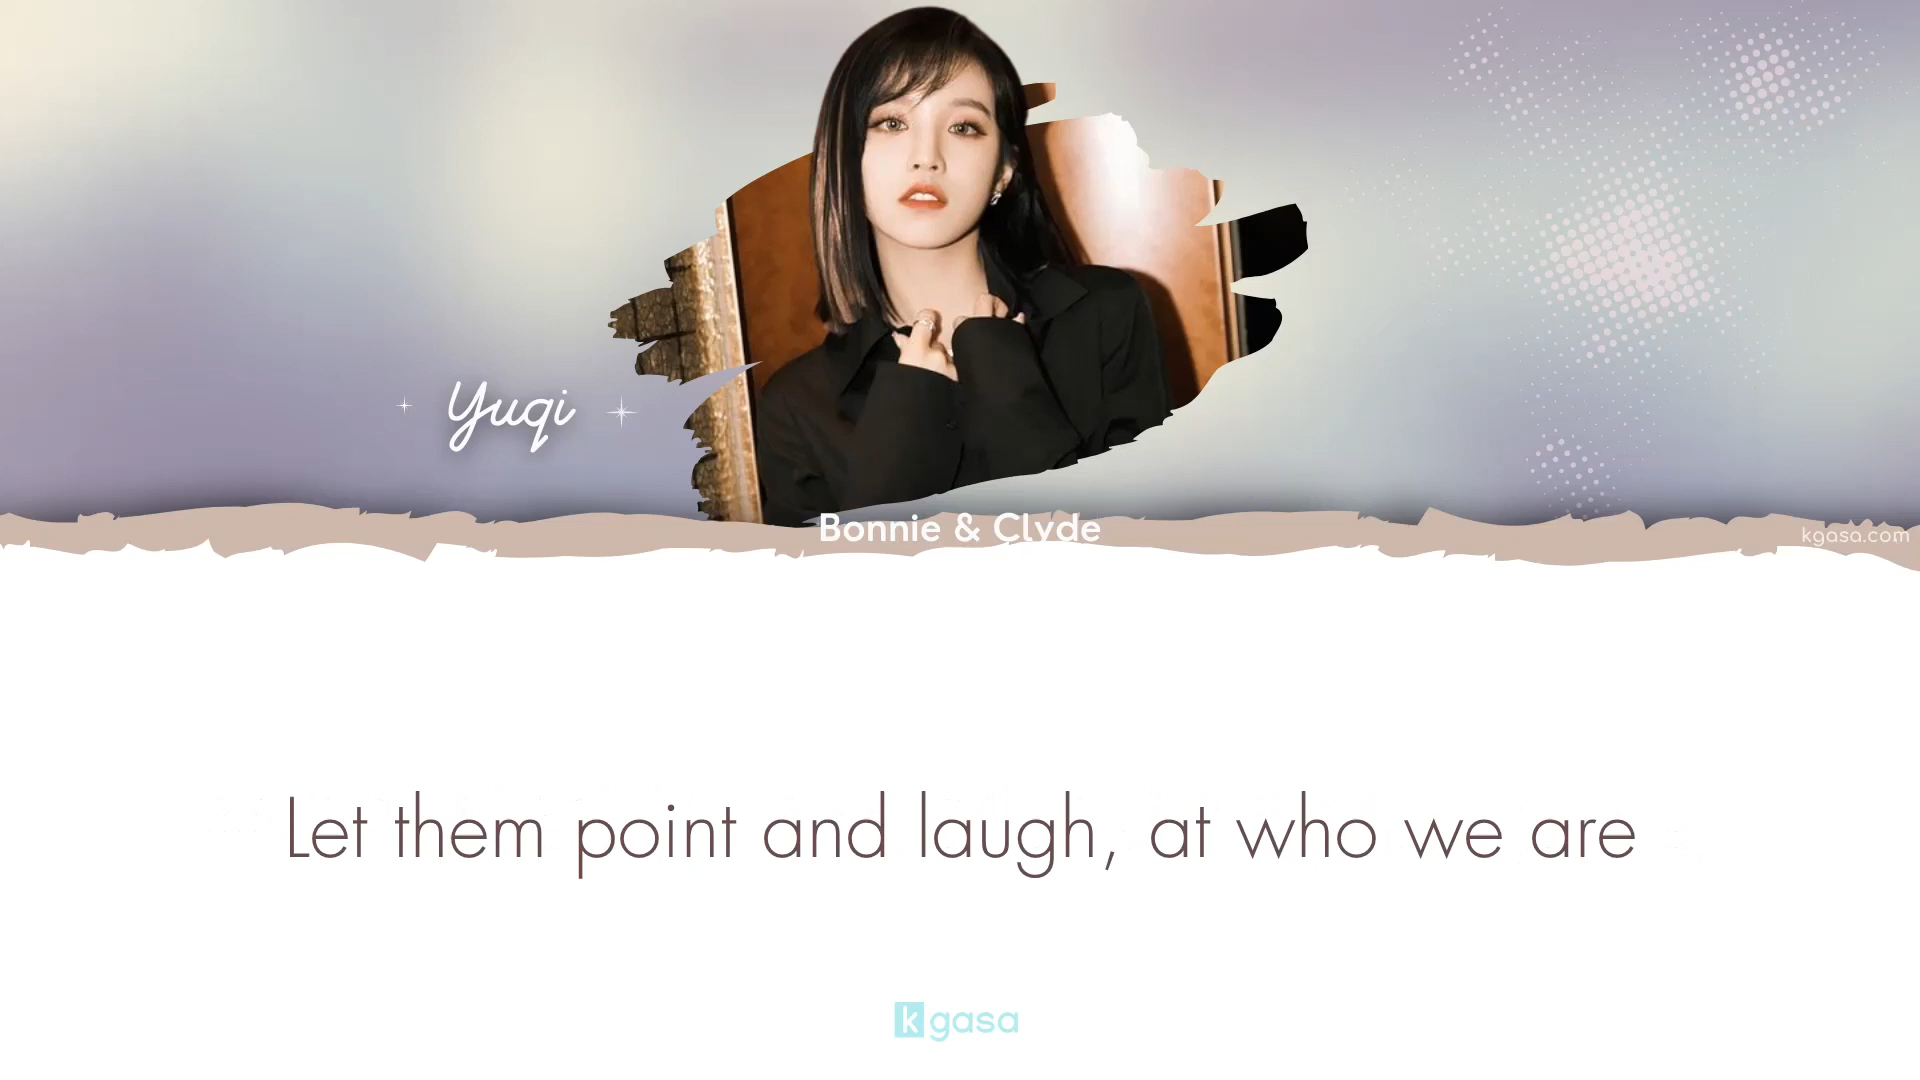 Yuqi
Bonnie & Clyde
kgasa.com
Let them point and laugh, at who we are
kgasa